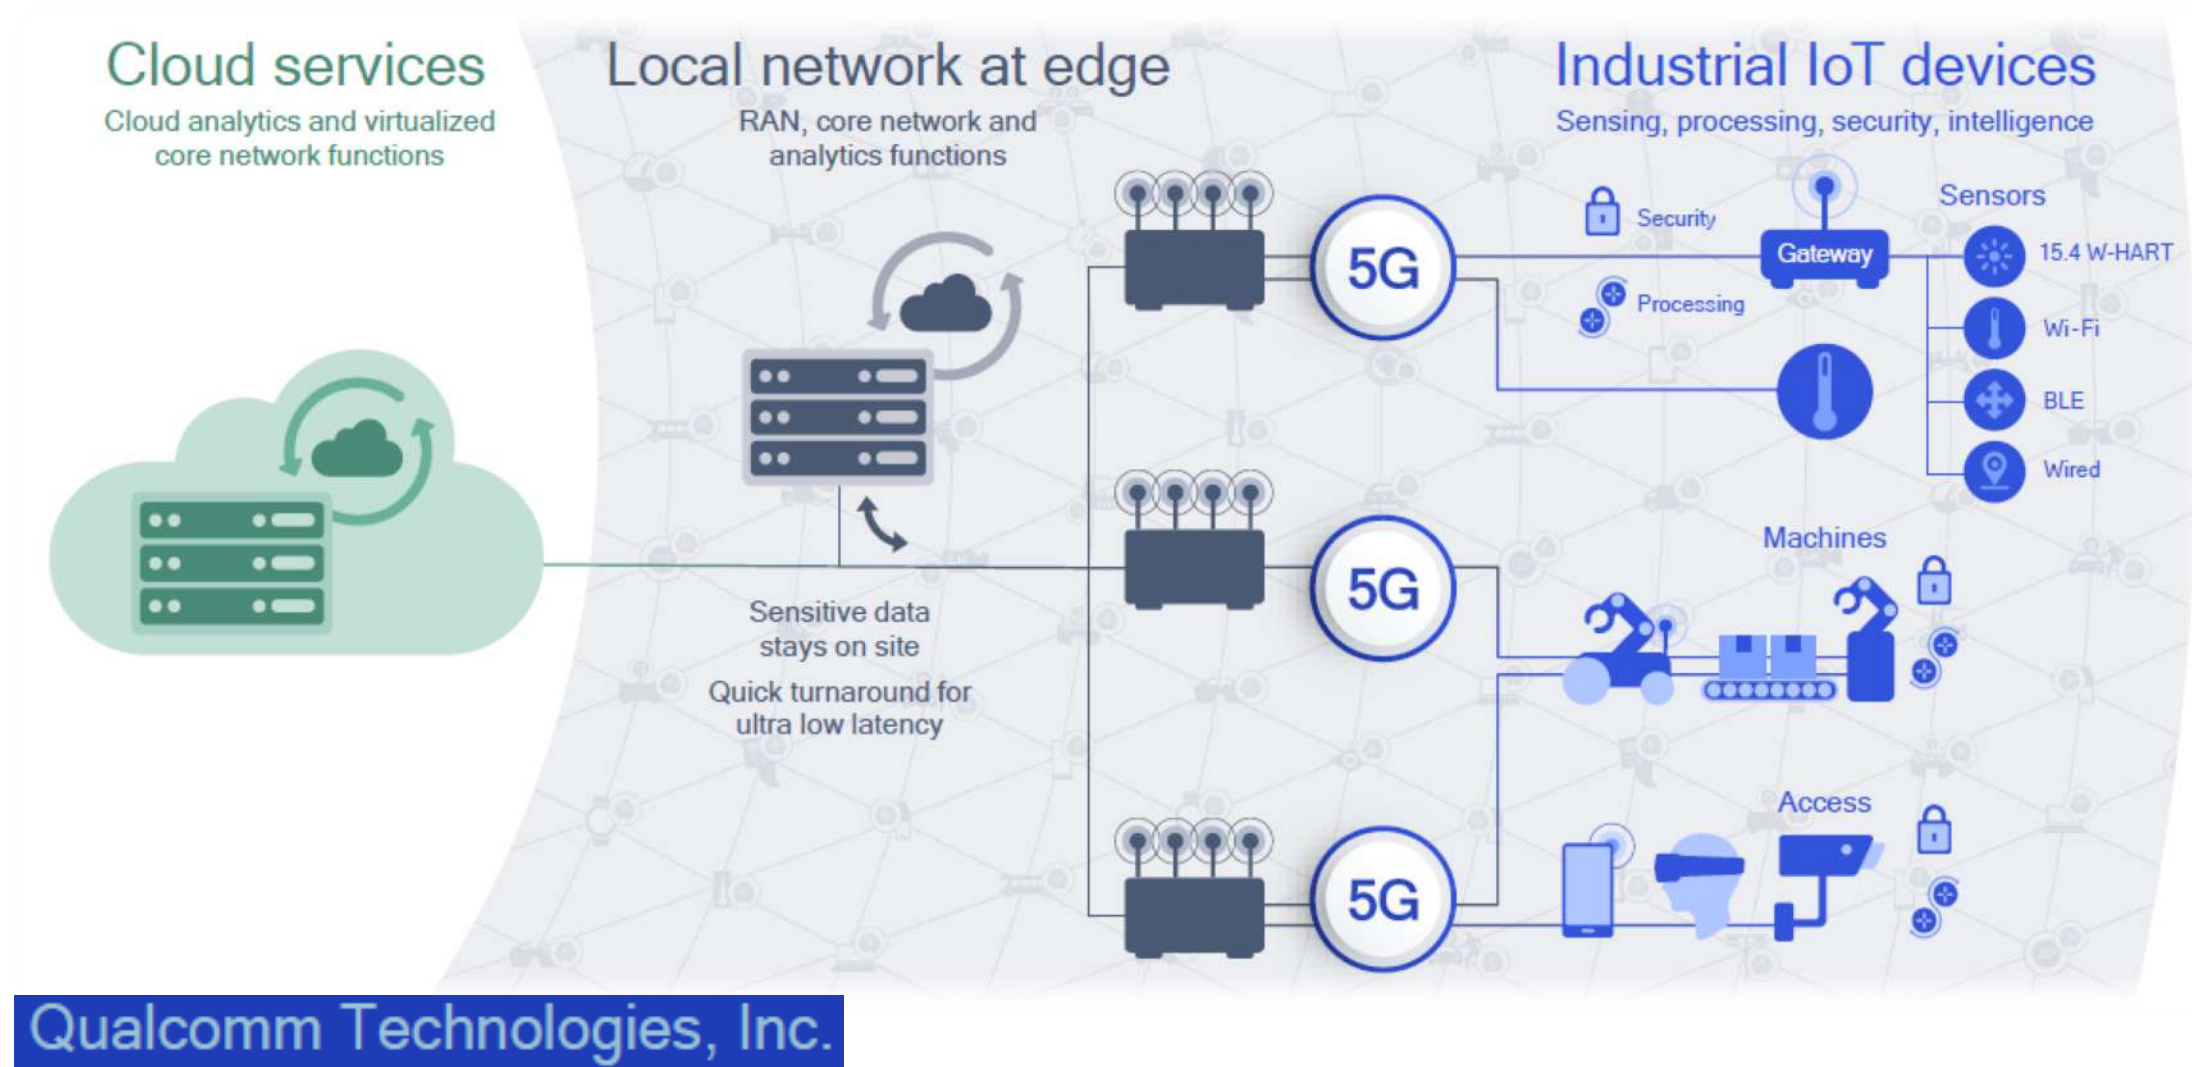 Cloud services
Cloud analytics and virtualized
core network functions
Local network at edge
RAN, core network and
analytics functions
Sensitive data
stays on site
Quick turnaround for
ultra low latency
5G
5G
5G
Industrial IoT devices
Sensing, processing, security, intelligence
Security
Processing
Gateway
Sensors
15.4 W-HART
Wi-Fi
BLE
Wired
Machines
Access
Qualcomm Technologies, Inc.